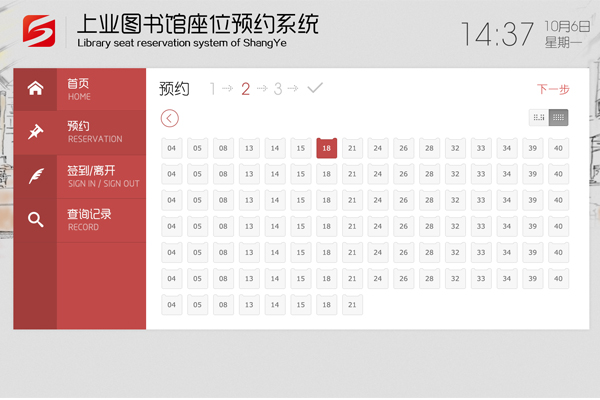 上业图书馆座位预约系统
Library seat reservation system of ShangYe
14:37
10月6日
星期一
首页
HOME
预约
RESERVATION
签到/离开
SIGN IN / SIGN OUT
查询记录
RECORD
预约 1 2 3
下一步
04 05 08 13 14 15 18 21 24 26 28 32 33 34 39 40
04 05 08 13 14 15 18 21 24 26 28 32 33 34 39 40
04 05 08 13 14 15 18 21 24 26 28 32 33 34 39 40
04 05 08 13 14 15 18 21 24 26 28 32 33 34 39 40
04 05 08 13 14 15 18 21 24 26 28 32 33 34 39 40
04 05 08 13 14 15 18 21 24 26 28 32 33 34 39 40
04 05 08 13 14 15 18 21